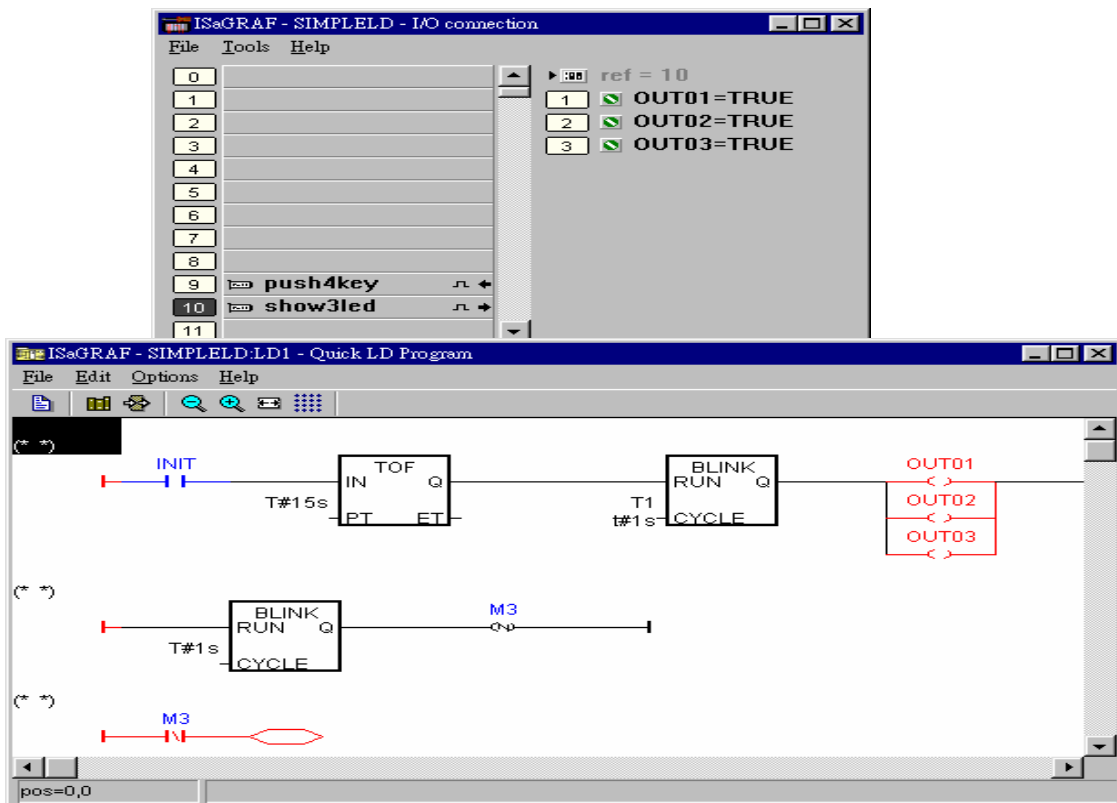 ISaGRAF - SIMPLELD - I/O connection
File Tools Help
0
1
2
3
4
5
6
7
8
9 push4key
10 show3led
11
ref = 10
1 OUT01=TRUE
2 OUT02=TRUE
3 OUT03=TRUE
ISaGRAF - SIMPLELD:LD1 - Quick LD Program
File Edit Options Help
(* *)
INIT
TOF
IN Q
T#15s
PT ET
BLINK
RUN Q
T1
t#1s CYCLE
OUT01
OUT02
OUT03
(* *)
BLINK
RUN Q
T#1s
CYCLE
M3
(* *)
M3
pos=0,0